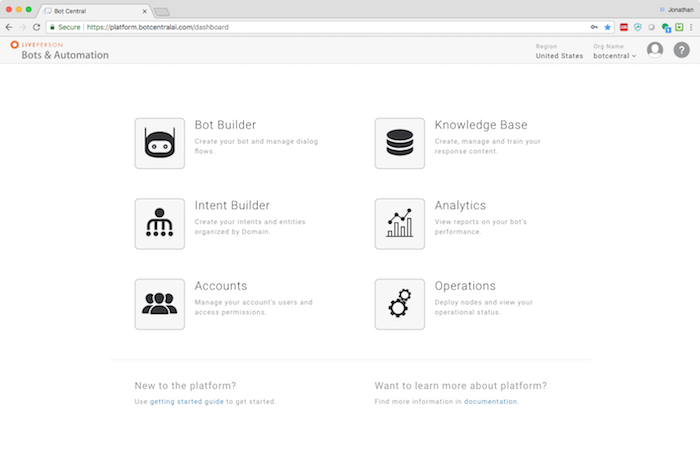 Bot Central
Jonathan
Secure
https://platform.botcentralai.com/dashboard
LIVEPERSON
Bots & Automation
Region
United States
Org Name
botcentral
?
Bot Builder
Create your bot and manage dialog
flows.
Knowledge Base
Create, manage and train your
response content.
Intent Builder
Create your intents and entities
organized by Domain.
Analytics
View reports on your bot's
performance.
Accounts
Manage your account's users and
access permissions.
Operations
Deploy nodes and view your
operational status.
New to the platform?
Use getting started guide to get started.
Want to learn more about platform?
Find more information in documentation.